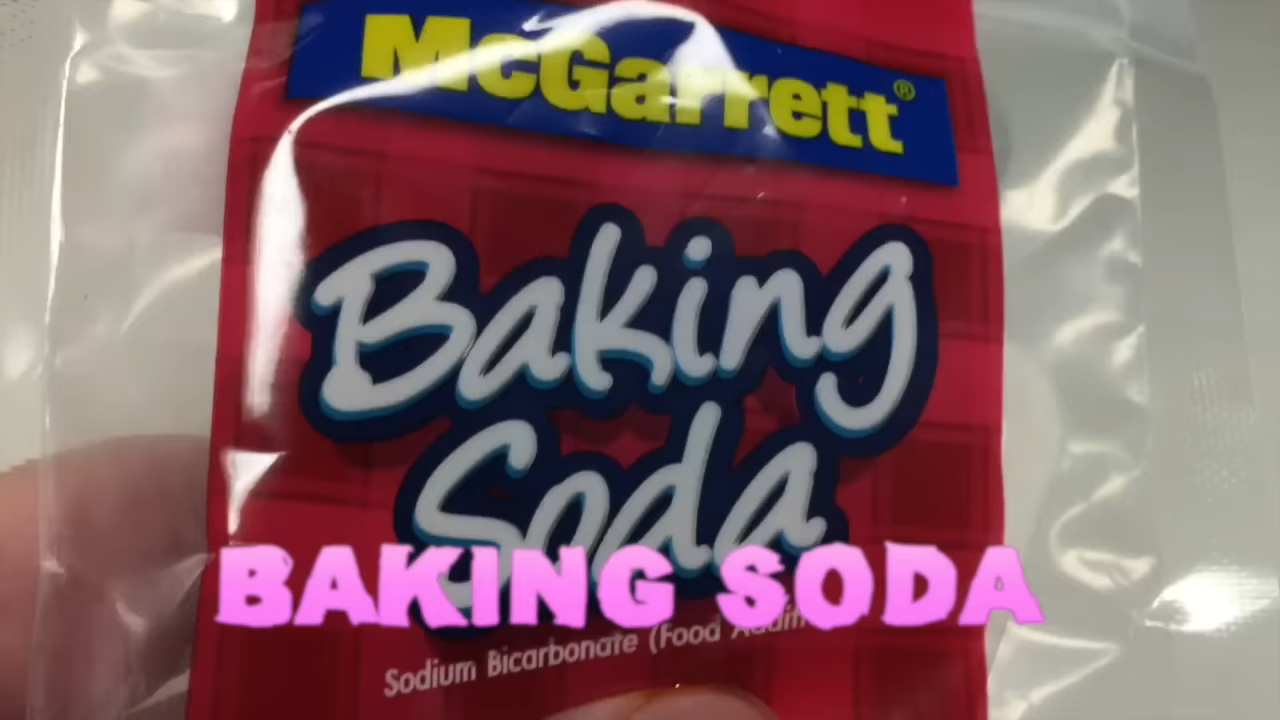 McGarrett®
Baking
Soda
BAKING SODA
Sodium Bicarbonate (Food